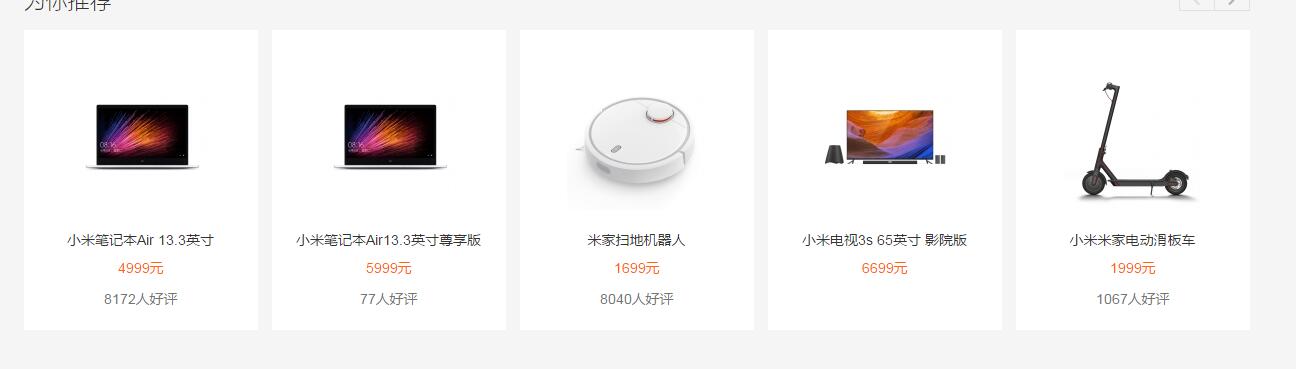 为你推荐
小米笔记本Air 13.3英寸
4999元
8172人好评
小米笔记本Air13.3英寸尊享版
5999元
77人好评
米家扫地机器人
1699元
8040人好评
小米电视3s 65英寸 影院版
6699元
小米米家电动滑板车
1999元
1067人好评